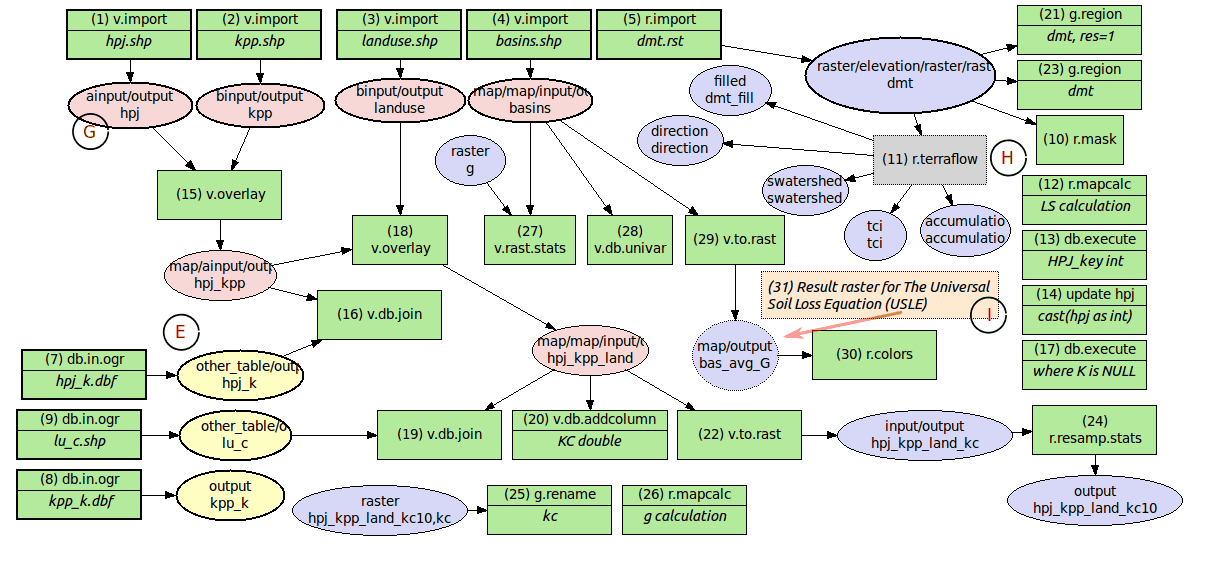 (1) v.import
hpj.shp
(2) v.import
kpp.shp
(3) v.import
landuse.shp
(4) v.import
basins.shp
(5) r.import
dmt.rst
(21) g.region
dmt, res=1
raster/elevation/raster/rast
dmt
(23) g.region
dmt
ainput/output
hpj
binput/output
kpp
binput/output
landuse
map/map/input/o
basins
filled
dmt_fill
G
direction
direction
(10) r.mask
raster
g
(11) r.terraflow
H
(15) v.overlay
swatershed
swatershed
(12) r.mapcalc
LS calculation
(18)
v.overlay
(27)
v.rast.stats
(28)
v.db.univar
(29) v.to.rast
tci
tci
accumulatio
accumulatio
(13) db.execute
HPJ_key int
map/ainput/outp
hpj_kpp
(31) Result raster for The Universal
Soil Loss Equation (USLE)
I
(14) update hpj
cast(hpj as int)
(16) v.db.join
E
map/map/input/o
hpj_kpp_land
map/output
bas_avg_G
(30) r.colors
(17) db.execute
where K is NULL
(7) db.in.ogr
hpj_k.dbf
other_table/outp
hpj_k
(9) db.in.ogr
lu_c.shp
other_table/o
lu_c
(19) v.db.join
(20) v.db.addcolumn
KC double
(22) v.to.rast
input/output
hpj_kpp_land_kc
(24)
r.resamp.stats
(8) db.in.ogr
kpp_k.dbf
output
kpp_k
raster
hpj_kpp_land_kc10,kc
(25) g.rename
kc
(26) r.mapcalc
g calculation
output
hpj_kpp_land_kc10